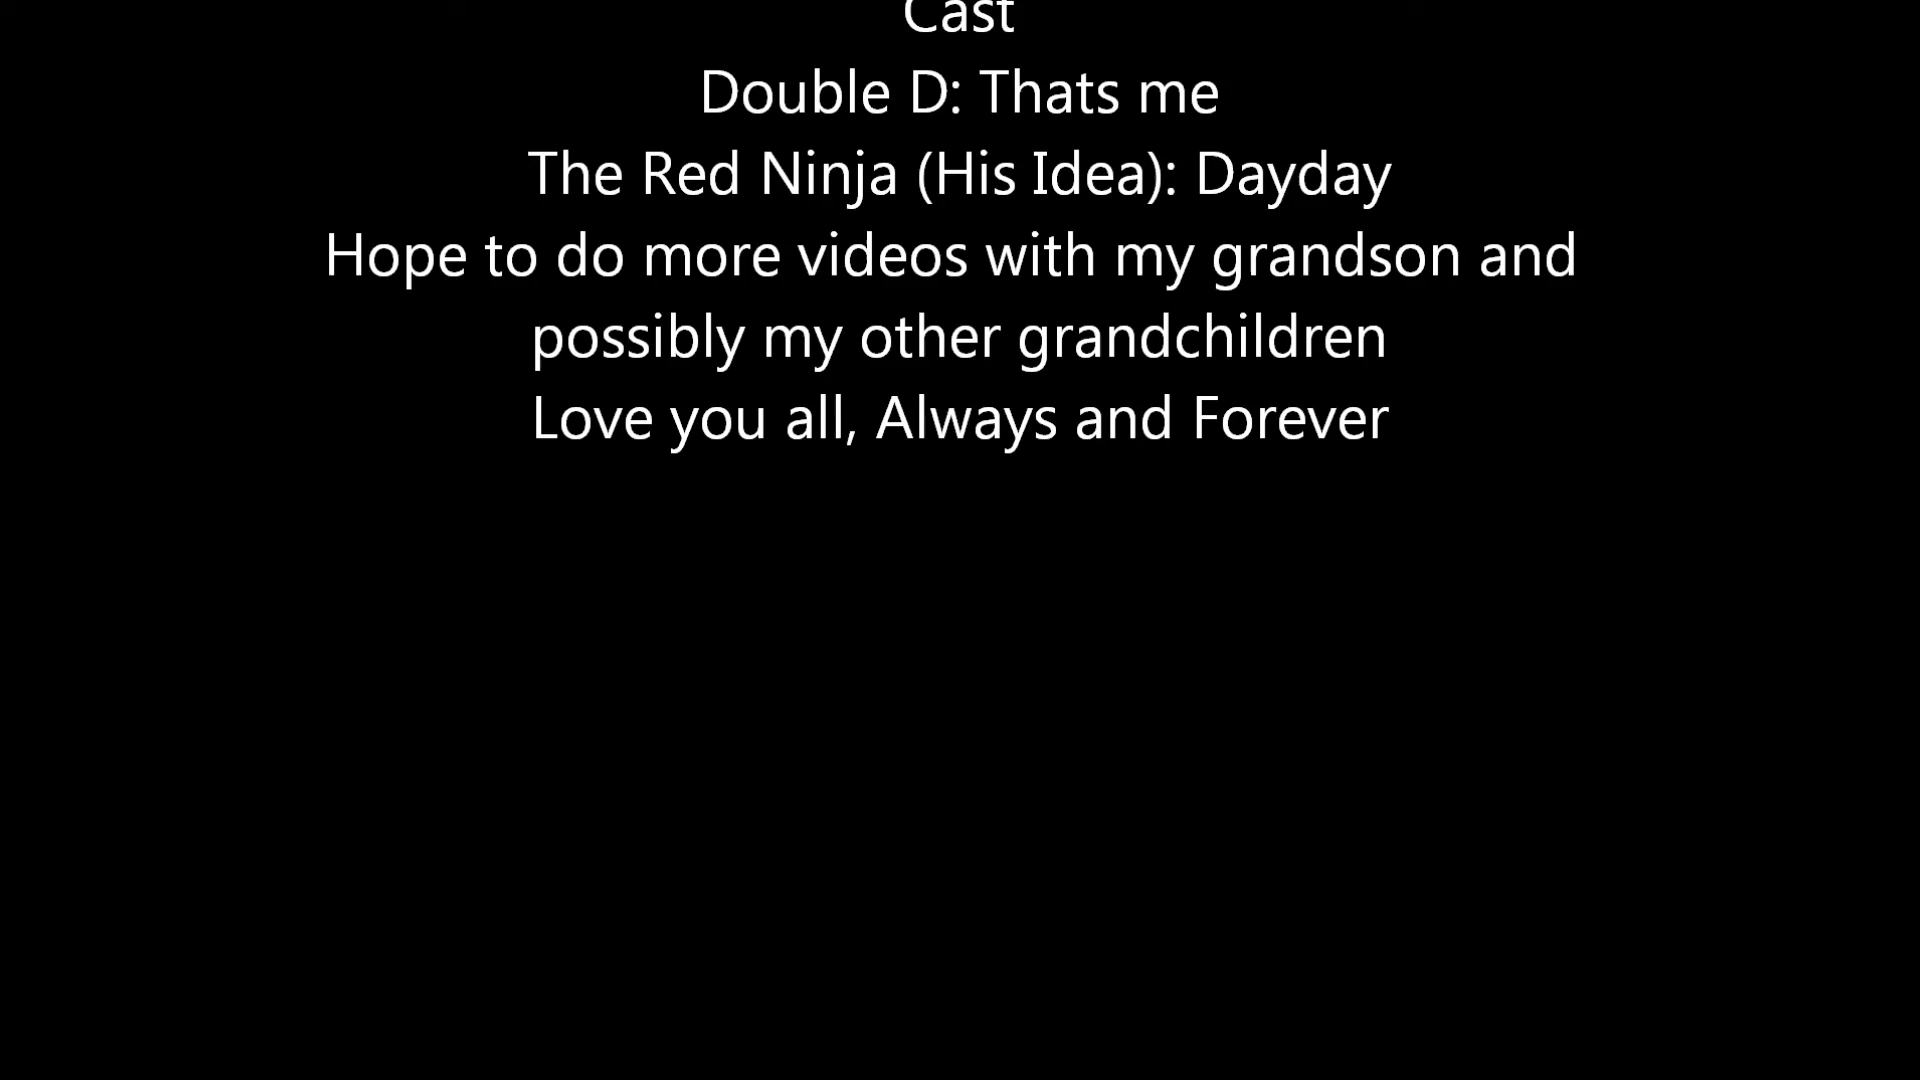 Cast
Double D: Thats me
The Red Ninja (His Idea): Dayday
Hope to do more videos with my grandson and
possibly my other grandchildren
Love you all, Always and Forever